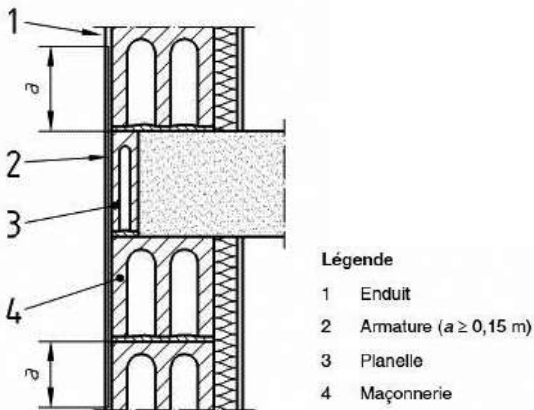 1
a
2
3
4
a
Légende
1 Enduit
2 Armature (a ≥ 0,15 m)
3 Planelle
4 Maçonnerie